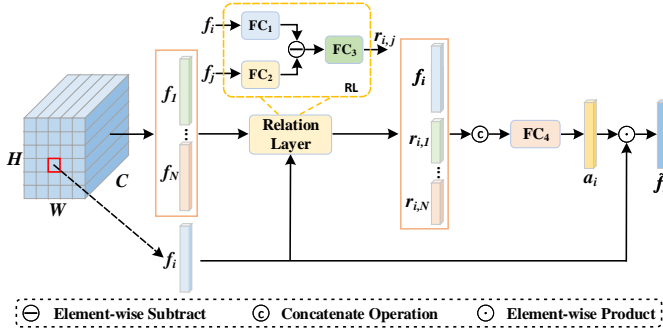 f_i FC1 r_{i,j}
f_j FC2 FC3
RL
f_1
f_N
Relation Layer
H
W
C
f_i
f_i
r_{i,1}
r_{i,N}
© FC4
a_i
Element-wise Subtract
© Concatenate Operation
Element-wise Product